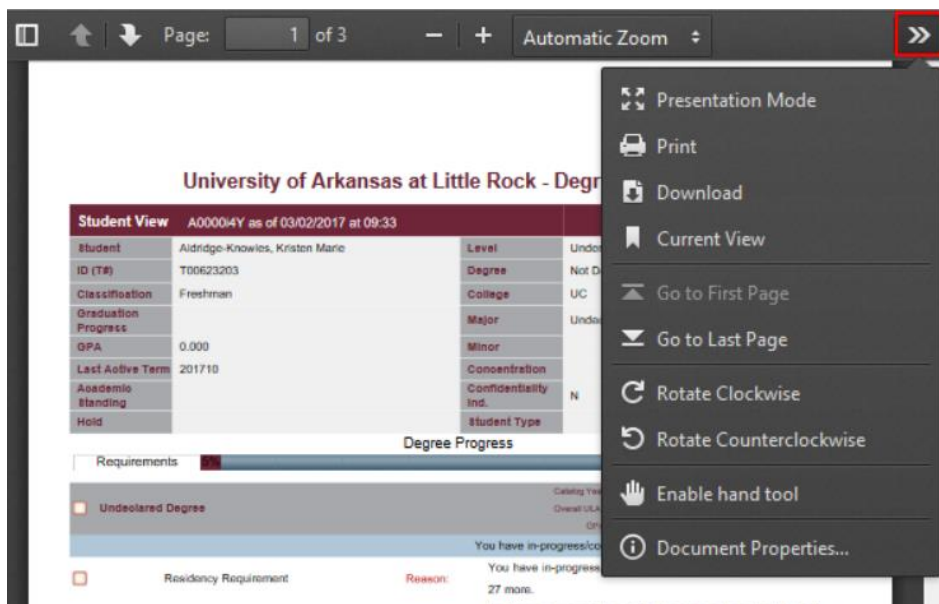 Page: 1 of 3 Automatic Zoom
Presentation Mode
Print
Download
Current View
Go to First Page
Go to Last Page
Rotate Clockwise
Rotate Counterclockwise
Enable hand tool
Document Properties...
University of Arkansas at Little Rock - Degr
Student View A0000i4Y as of 03/02/2017 at 09:33
Student Aldridge-Knowles, Kristen Marie Level Under
ID (T#) T00623203 Degree Not D
Classification Freshman College UC
Graduation Progress Major Undec
GPA 0.000 Minor
Last Active Term 201710 Concentration
Academic Standing Confidentiality Ind. N
Hold Student Type
Degree Progress
Requirements 5%
Catalog Yea
Undeclared Degree Overall ULA
GPA
You have in-progress/co
Residency Requirement Reason: You have in-progress
27 more.